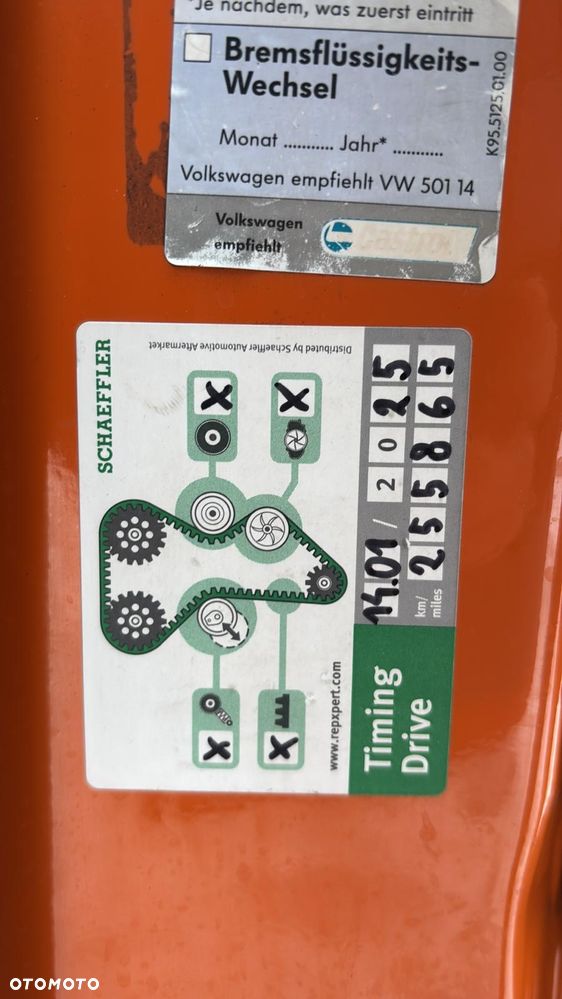 *Je nachdem, was zuerst eintritt
Bremsflüssigkeits-
Wechsel
Monat ........... Jahr* ...........
Volkswagen empfiehlt VW 501 14
Volkswagen
empfiehlt
Castrol
K95.5125.01.00
SCHAEFFLER
Distributed by Schaeffler Automotive Aftermarket
X
X
X
X
www.repxpert.com
Timing
Drive
14.01 / 2025
km/
miles
255865
OTOMOTO